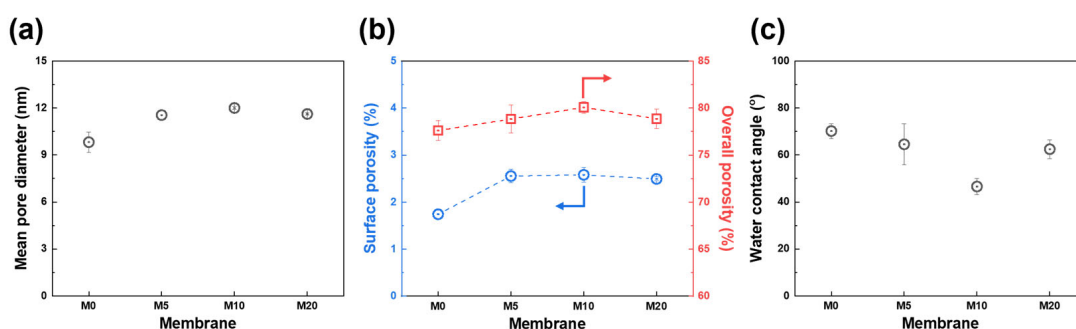 (a)
Mean pore diameter (nm)
15
12
9
6
3
0
M0 M5 M10 M20
Membrane
(b)
Surface porosity (%)
5
4
3
2
1
0
M0 M5 M10 M20
Membrane
85
80
75
70
65
60
Overall porosity (%)
(c)
Water contact angle (º)
100
80
60
40
20
0
M0 M5 M10 M20
Membrane